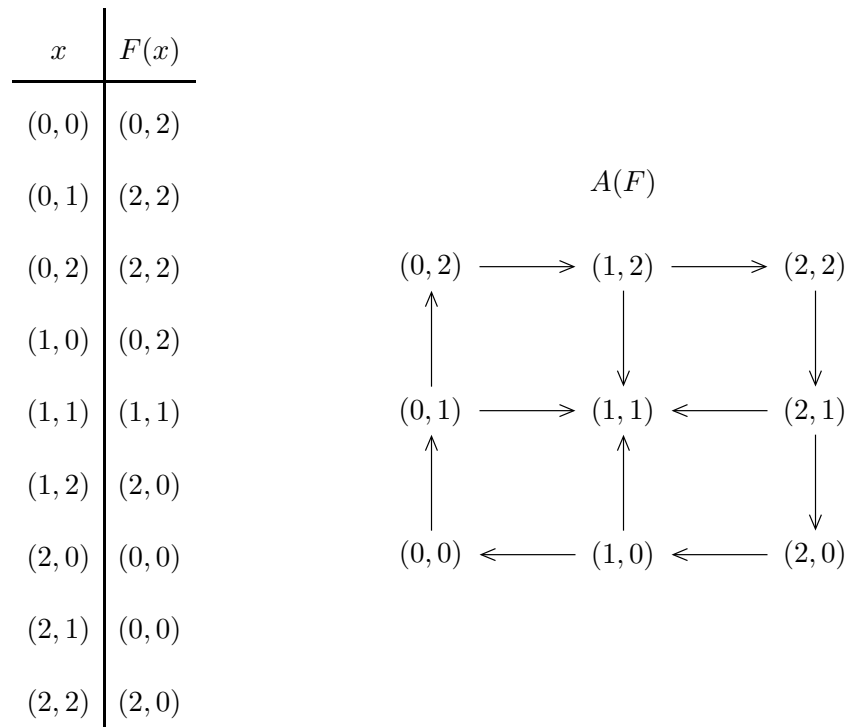 x F(x)
(0, 0) (0, 2)
(0, 1) (2, 2)
(0, 2) (2, 2)
(1, 0) (0, 2)
(1, 1) (1, 1)
(1, 2) (2, 0)
(2, 0) (0, 0)
(2, 1) (0, 0)
(2, 2) (2, 0)
A(F)
(0, 2) (1, 2) (2, 2)
(0, 1) (1, 1) (2, 1)
(0, 0) (1, 0) (2, 0)